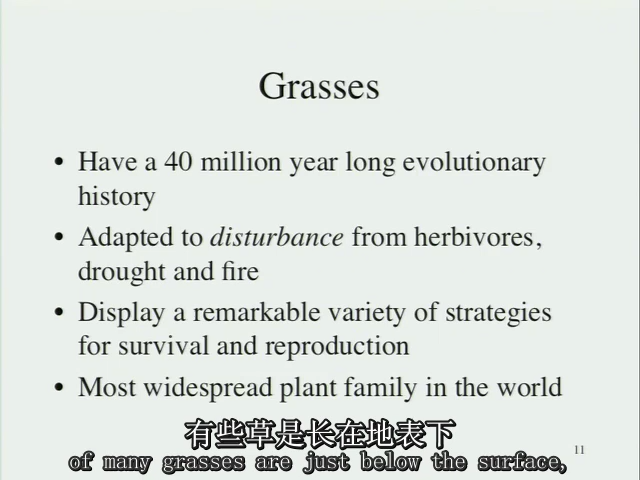 Grasses
• Have a 40 million year long evolutionary
history
• Adapted to disturbance from herbivores,
drought and fire
• Display a remarkable variety of strategies
for survival and reproduction
• Most widespread plant family in the world
有些草是长在地表下
11
of many grasses are just below the surface,